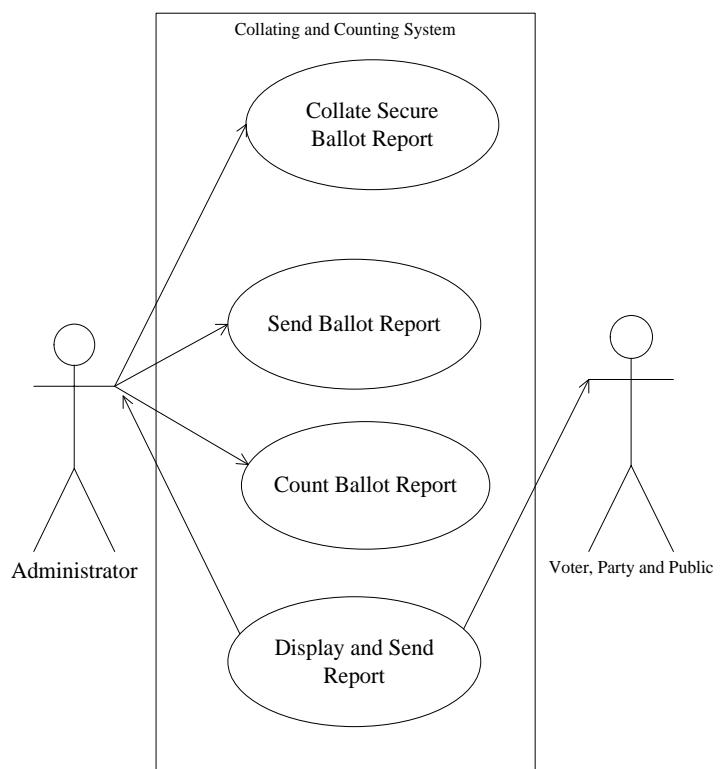 Collating and Counting System
Collate Secure
Ballot Report
Send Ballot Report
Count Ballot Report
Administrator
Voter, Party and Public
Display and Send
Report